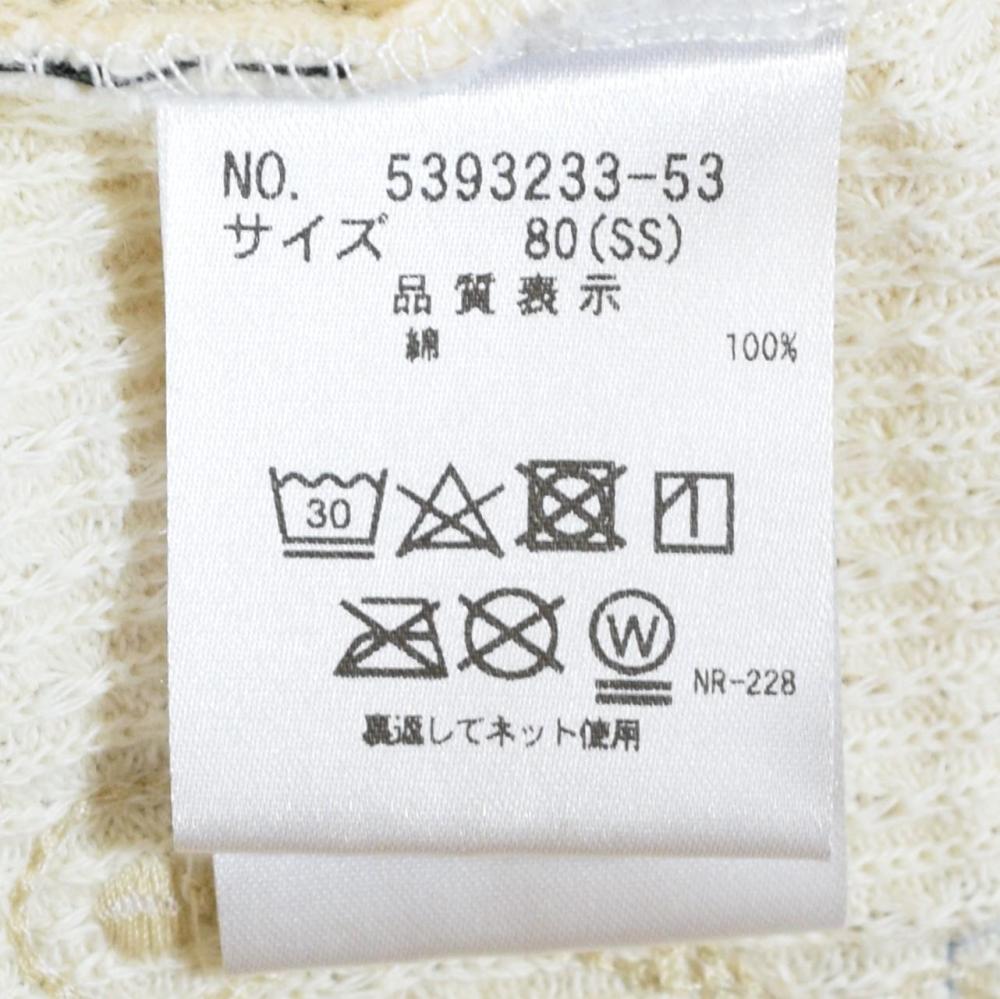 NO. 5393233-53
サイズ 80(SS)
品質表示
綿 100%
30
W
NR-228
裏返してネット使用